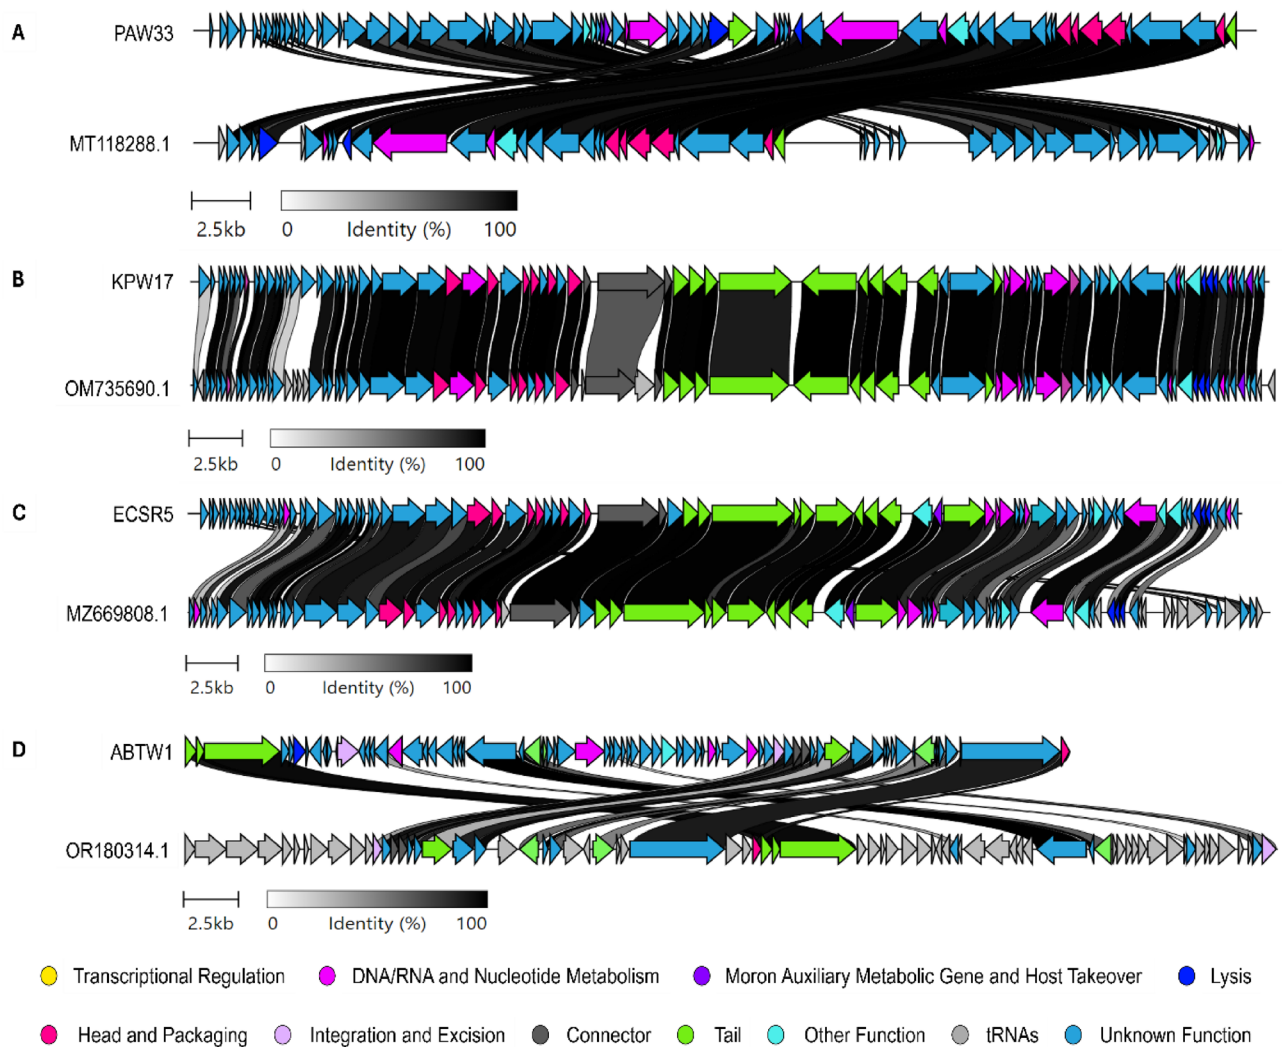 A
PAW33
MT118288.1
2.5kb
0 Identity (%) 100
B
KPW17
OM735690.1
2.5kb
0 Identity (%) 100
C
ECSR5
MZ669808.1
2.5kb
0 Identity (%) 100
D
ABTW1
OR180314.1
2.5kb
0 Identity (%) 100
Transcriptional Regulation DNA/RNA and Nucleotide Metabolism Moron Auxiliary Metabolic Gene and Host Takeover Lysis
Head and Packaging Integration and Excision Connector Tail Other Function tRNAs Unknown Function